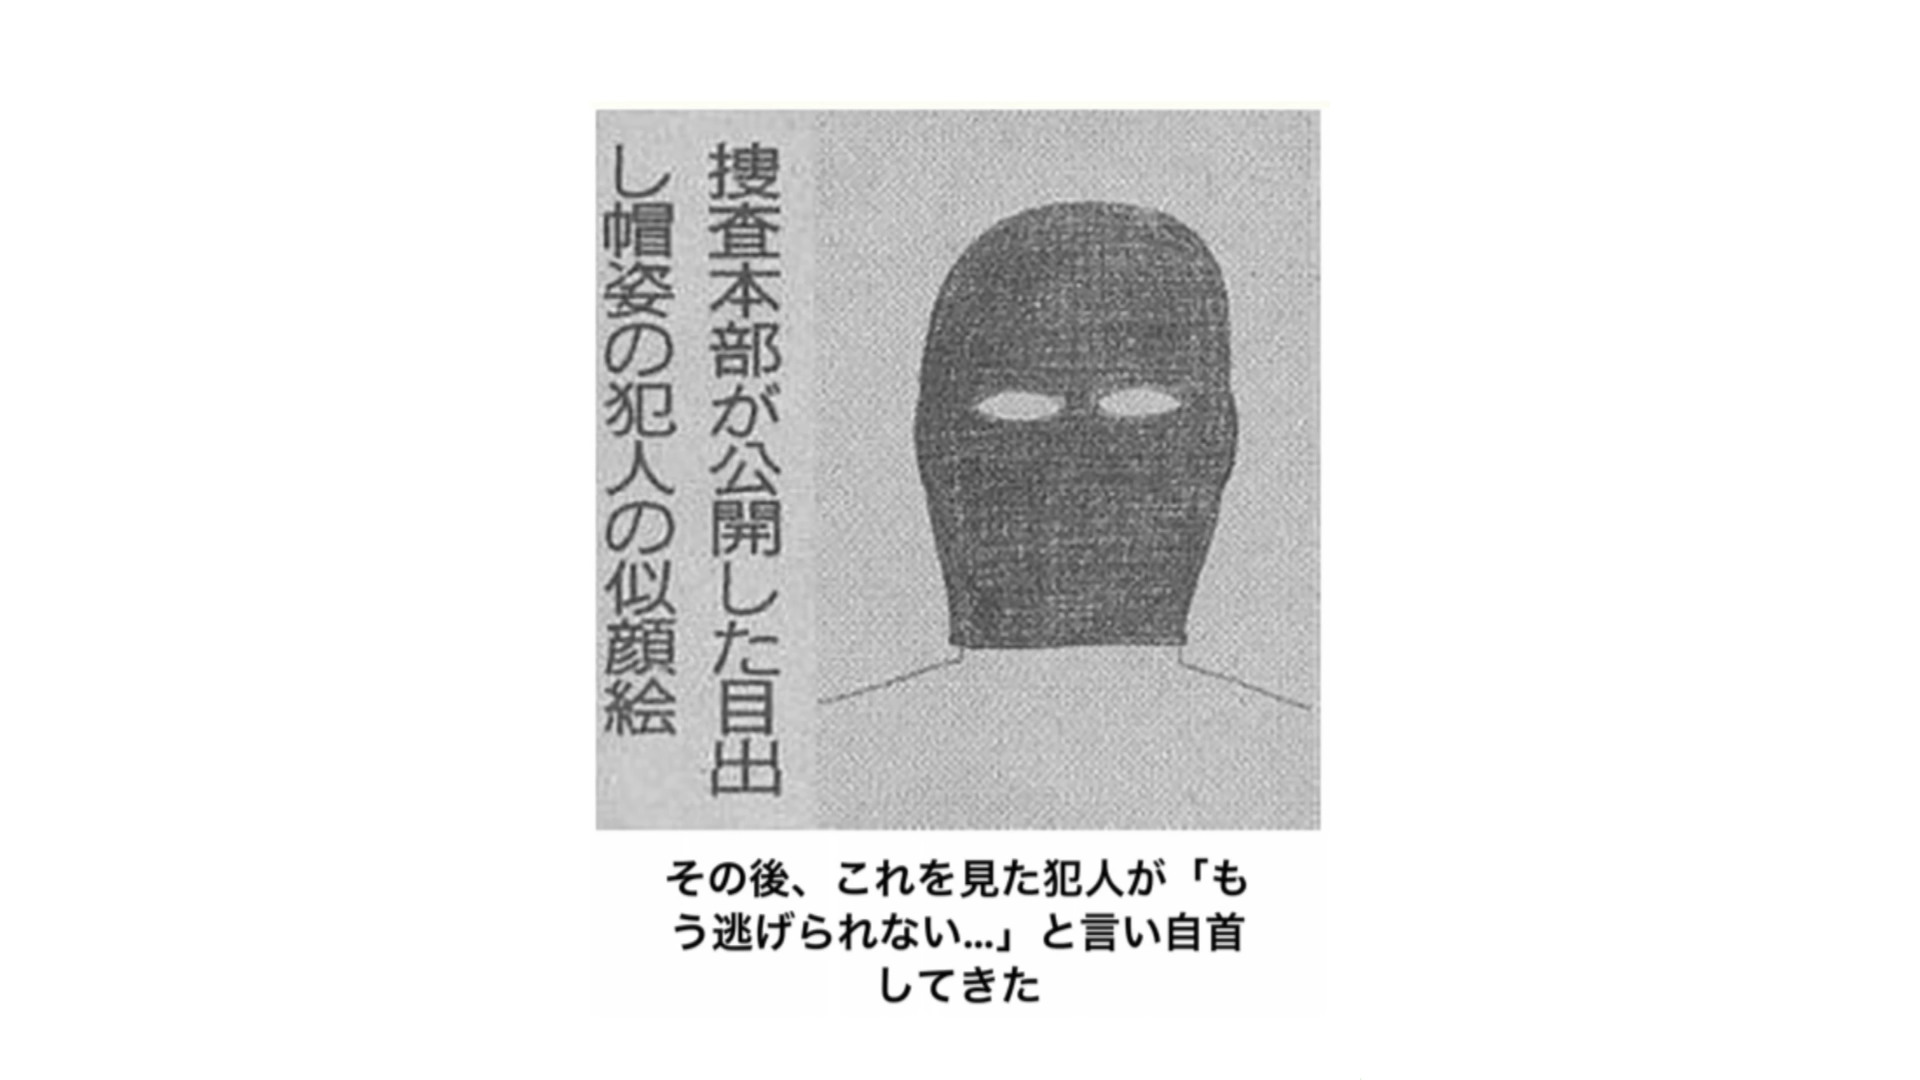 捜査本部が公開した目出
し帽姿の犯人の似顔絵
その後、これを見た犯人が「も
う逃げられない...」と言い自首
してきた